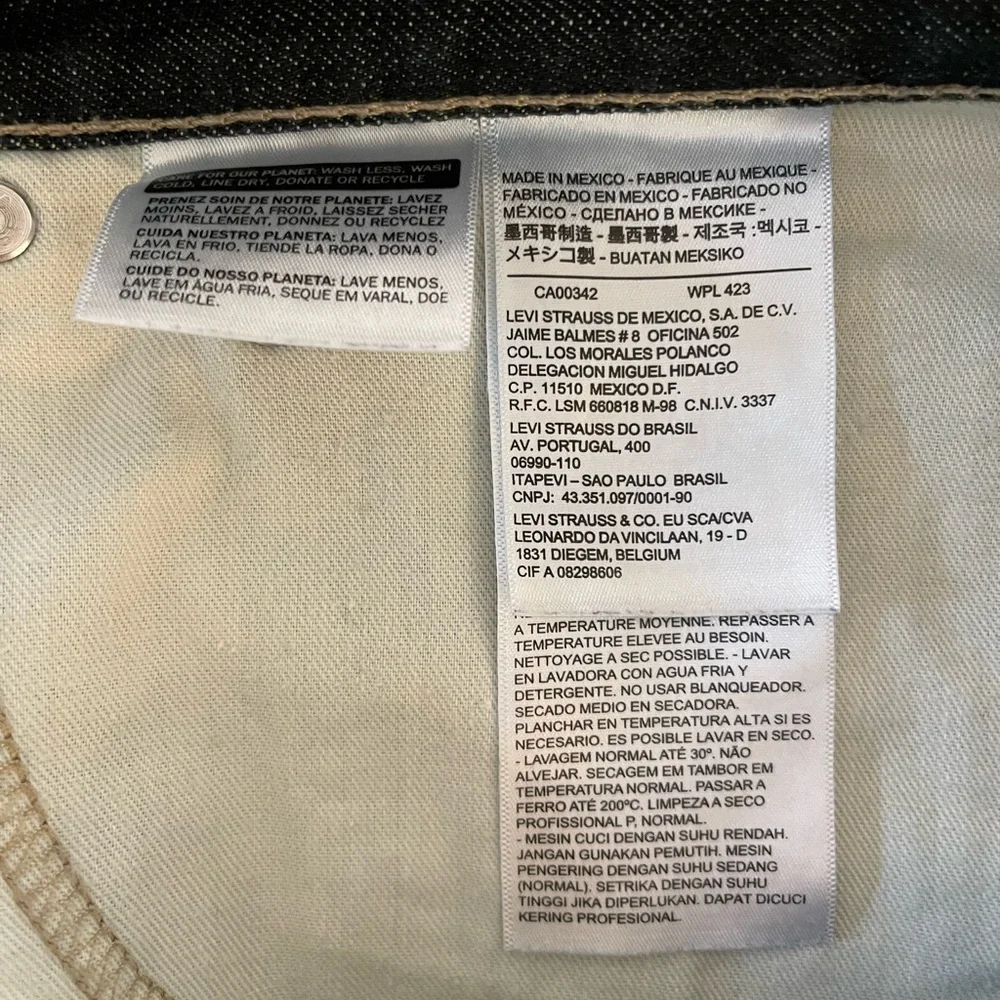 CARE FOR OUR PLANET: WASH LESS, WASH
COLD, LINE DRY, DONATE OR RECYCLE
PRENEZ SOIN DE NOTRE PLANETE: LAVEZ
MOINS, LAVEZ A FROID, LAISSEZ SECHER
NATURELLEMENT, DONNEZ OU RECYCLEZ
CUIDA NUESTRO PLANETA: LAVA MENOS,
LAVA EN FRIO, TIENDE LA ROPA, DONA O
RECICLA.
CUIDE DO NOSSO PLANETA: LAVE MENOS,
LAVE EM ÁGUA FRIA, SEQUE EM VARAL, DOE
OU RECICLE.
MADE IN MEXICO - FABRIQUE AU MEXIQUE -
FABRICADO EN MEXICO - FABRICADO NO
MÉXICO - СДЕЛАНО В МЕКСИКЕ -
墨西哥制造 - 墨西哥製 - 제조국 :멕시코 -
メキシコ製 - BUATAN MEKSIKO
CA00342 WPL 423
LEVI STRAUSS DE MEXICO, S.A. DE C.V.
JAIME BALMES # 8 OFICINA 502
COL. LOS MORALES POLANCO
DELEGACION MIGUEL HIDALGO
C.P. 11510 MEXICO D.F.
R.F.C. LSM 660818 M-98 C.N.I.V. 3337
LEVI STRAUSS DO BRASIL
AV. PORTUGAL, 400
06990-110
ITAPEVI – SAO PAULO BRASIL
CNPJ: 43.351.097/0001-90
LEVI STRAUSS & CO. EU SCA/CVA
LEONARDO DA VINCILAAN, 19 - D
1831 DIEGEM, BELGIUM
CIF A 08298606
A TEMPERATURE MOYENNE. REPASSER A
TEMPERATURE ELEVEE AU BESOIN.
NETTOYAGE A SEC POSSIBLE. - LAVAR
EN LAVADORA CON AGUA FRIA Y
DETERGENTE. NO USAR BLANQUEADOR.
SECADO MEDIO EN SECADORA.
PLANCHAR EN TEMPERATURA ALTA SI ES
NECESARIO. ES POSIBLE LAVAR EN SECO.
- LAVAGEM NORMAL ATÉ 30º. NÃO
ALVEJAR. SECAGEM EM TAMBOR EM
TEMPERATURA NORMAL. PASSAR A
FERRO ATÉ 200ºC. LIMPEZA A SECO
PROFISSIONAL P, NORMAL.
- MESIN CUCI DENGAN SUHU RENDAH.
JANGAN GUNAKAN PEMUTIH. MESIN
PENGERING DENGAN SUHU SEDANG
(NORMAL). SETRIKA DENGAN SUHU
TINGGI JIKA DIPERLUKAN. DAPAT DICUCI
KERING PROFESIONAL.